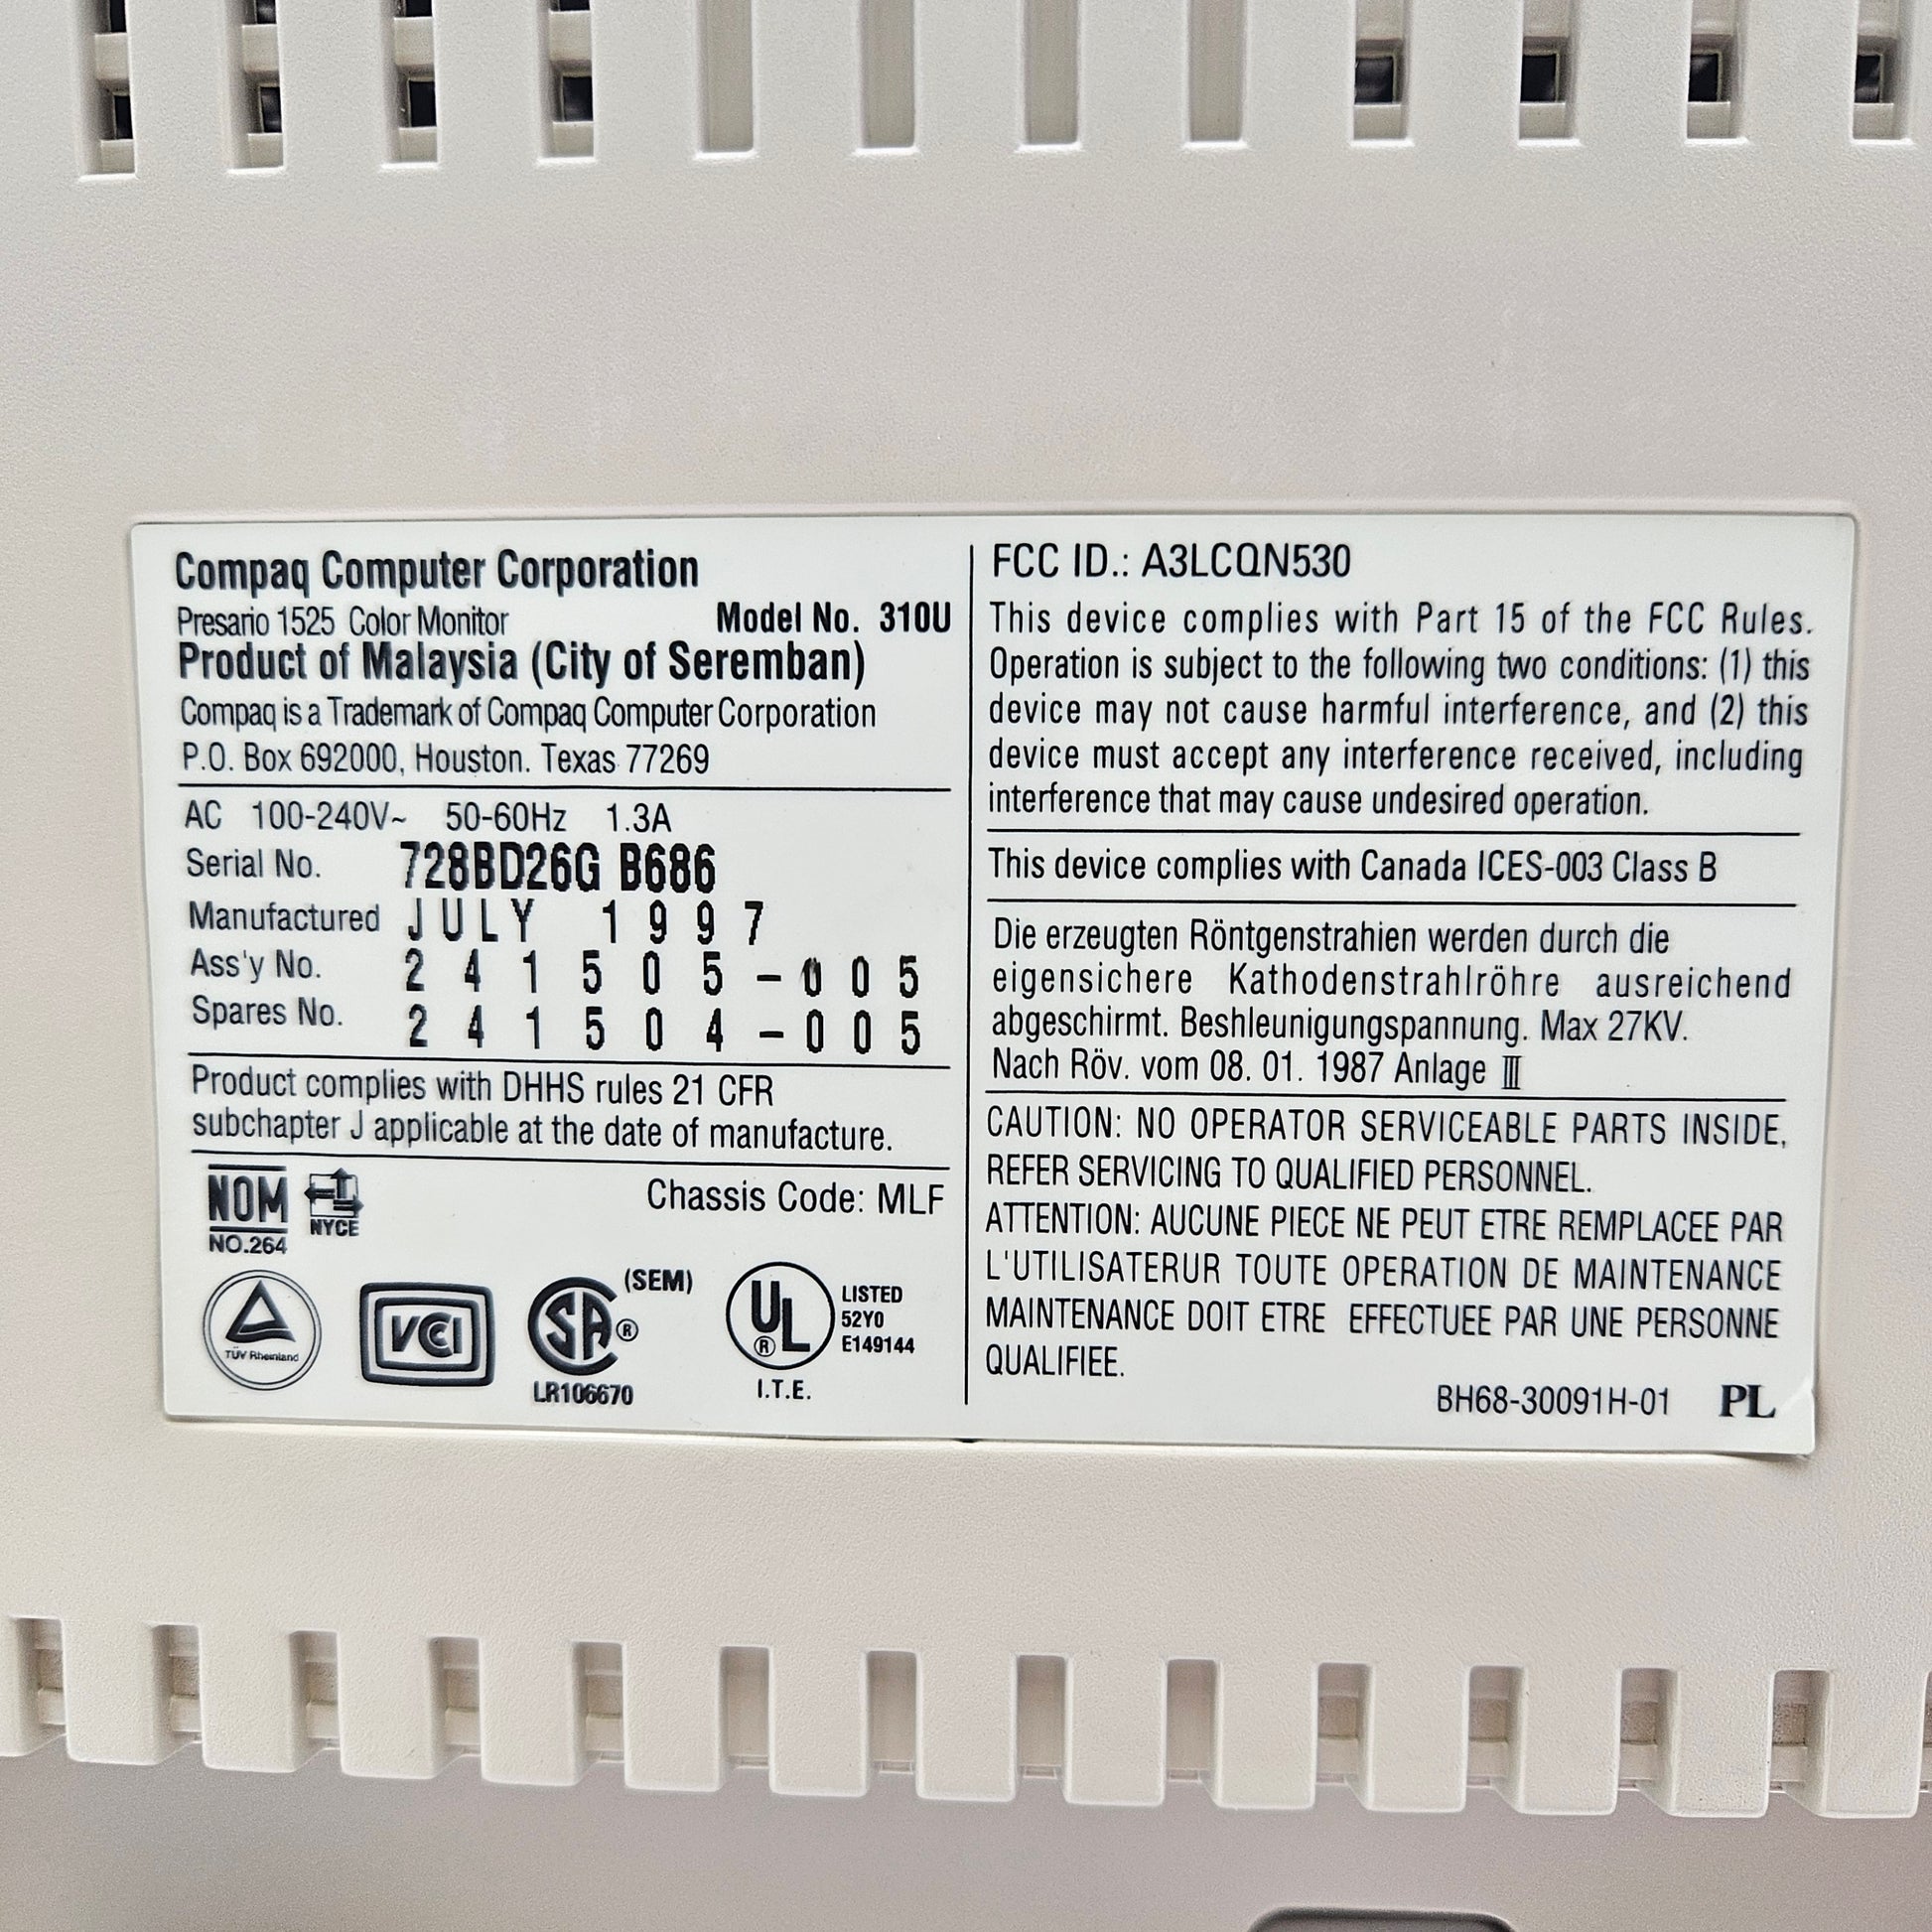 Compaq Computer Corporation
Presario 1525 Color Monitor Model No. 310U
Product of Malaysia (City of Seremban)
Compaq is a Trademark of Compaq Computer Corporation
P.O. Box 692000, Houston. Texas 77269
AC 100-240V~ 50-60Hz 1.3A
Serial No. 728BD26G B686
Manufactured JULY 1997
Ass'y No. 241505-005
Spares No. 241504-005
Product complies with DHHS rules 21 CFR
subchapter J applicable at the date of manufacture.
NOM
NO.264
NYCE
Chassis Code: MLF
TÜV Rheinland
VCCI
SA ®
(SEM)
LR106670
UL ®
I.T.E.
LISTED
52Y0
E149144
FCC ID.: A3LCQN530
This device complies with Part 15 of the FCC Rules.
Operation is subject to the following two conditions: (1) this
device may not cause harmful interference, and (2) this
device must accept any interference received, including
interference that may cause undesired operation.
This device complies with Canada ICES-003 Class B
Die erzeugten Röntgenstrahien werden durch die
eigensichere Kathodenstrahlröhre ausreichend
abgeschirmt. Beshleunigungspannung. Max 27KV.
Nach Röv. vom 08. 01. 1987 Anlage III
CAUTION: NO OPERATOR SERVICEABLE PARTS INSIDE,
REFER SERVICING TO QUALIFIED PERSONNEL.
ATTENTION: AUCUNE PIECE NE PEUT ETRE REMPLACEE PAR
L'UTILISATERUR TOUTE OPERATION DE MAINTENANCE
MAINTENANCE DOIT ETRE EFFECTUEE PAR UNE PERSONNE
QUALIFIEE.
BH68-30091H-01 PL